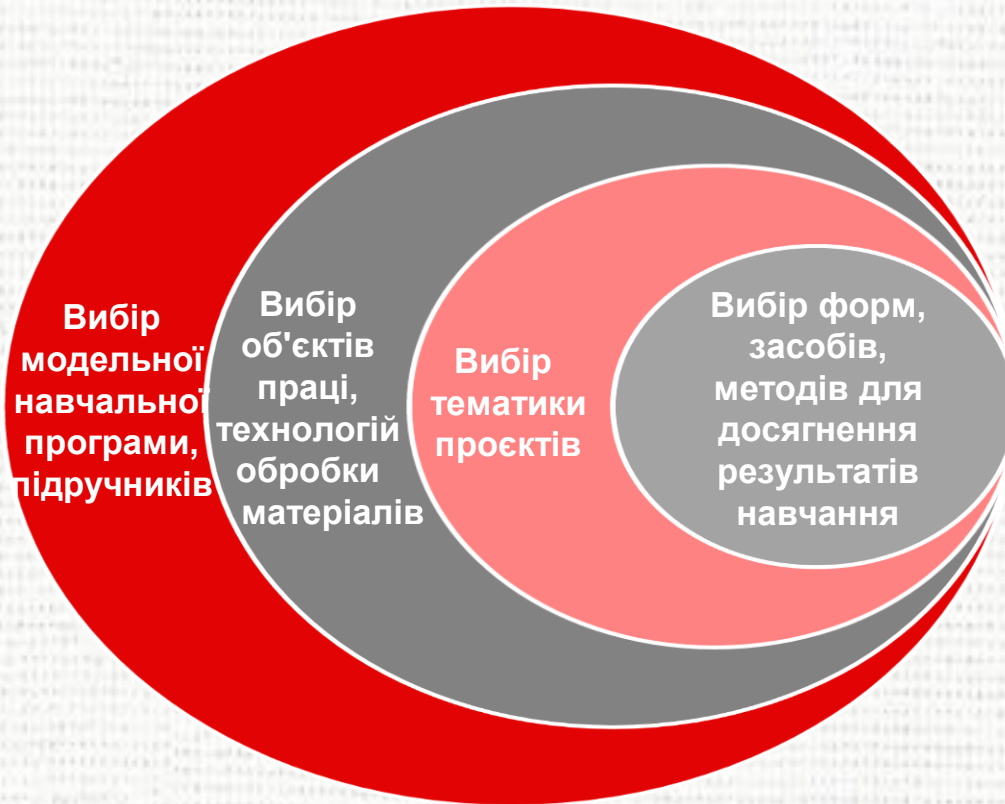 Вибір
модельної
навчальної
програми,
підручників
Вибір
об'єктів
праці,
технологій
обробки
матеріалів
Вибір
тематики
проєктів
Вибір форм,
засобів,
методів для
досягнення
результатів
навчання